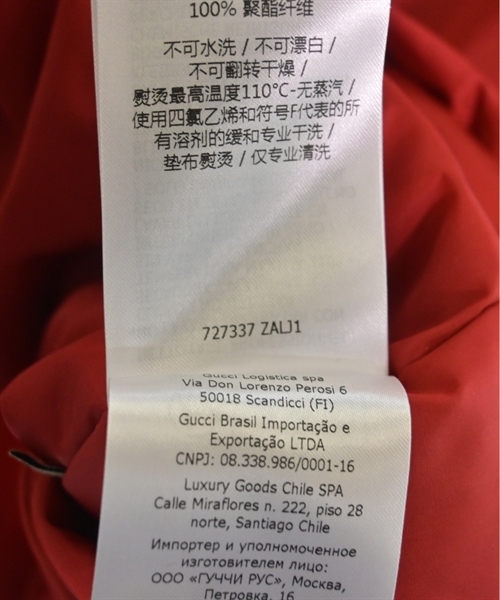 100% 聚酯纤维
不可水洗 / 不可漂白 /
不可翻转干燥 /
熨烫最高温度110°C-无蒸汽 /
使用四氯乙烯和符号F代表的所
有溶剂的缓和专业干洗 /
垫布熨烫 / 仅专业清洗
727337 ZALJ1
Gucci Logistica spa
Via Don Lorenzo Perosi 6
50018 Scandicci (FI)
Gucci Brasil Importação e
Exportação LTDA
CNPJ: 08.338.986/0001-16
Luxury Goods Chile SPA
Calle Miraflores n. 222, piso 28
norte, Santiago Chile
Импортер и уполномоченное
изготовителем лицо:
ООО «ГУЧЧИ РУС», Москва,
Петровка, 16